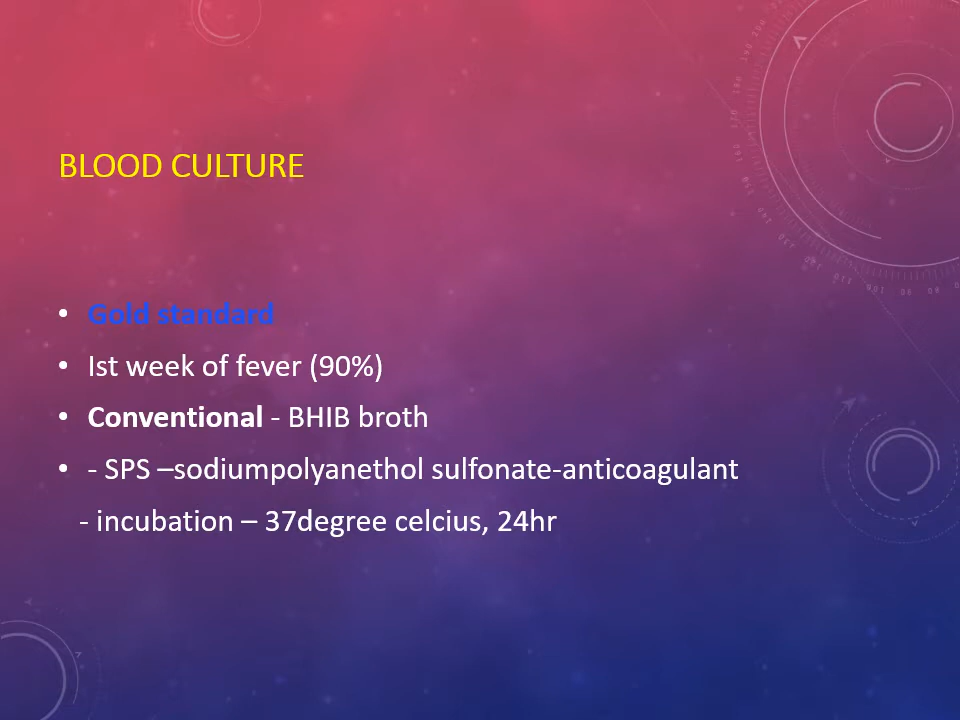 BLOOD CULTURE
• Gold standard
• Ist week of fever (90%)
• Conventional - BHIB broth
• - SPS –sodiumpolyanethol sulfonate-anticoagulant
- incubation – 37degree celcius, 24hr